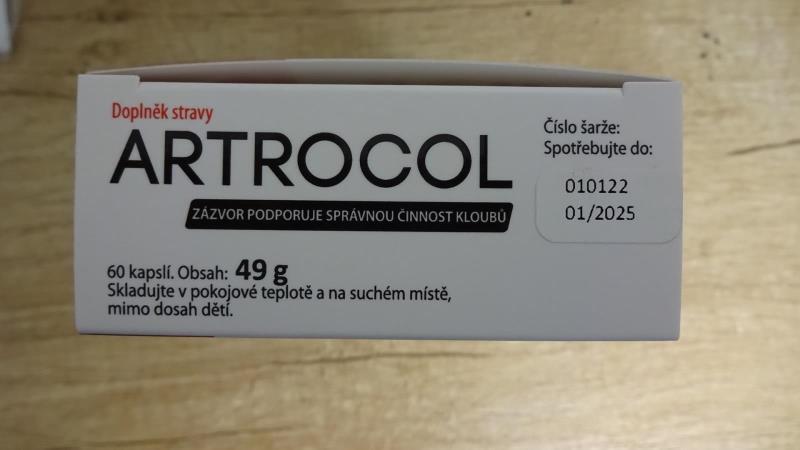 Doplněk stravy
ARTROCOL
ZÁZVOR PODPORUJE SPRÁVNOU ČINNOST KLOUBŮ
60 kapslí. Obsah: 49 g
Skladujte v pokojové teplotě a na suchém místě,
mimo dosah dětí.
Číslo šarže:
Spotřebujte do:
010122
01/2025